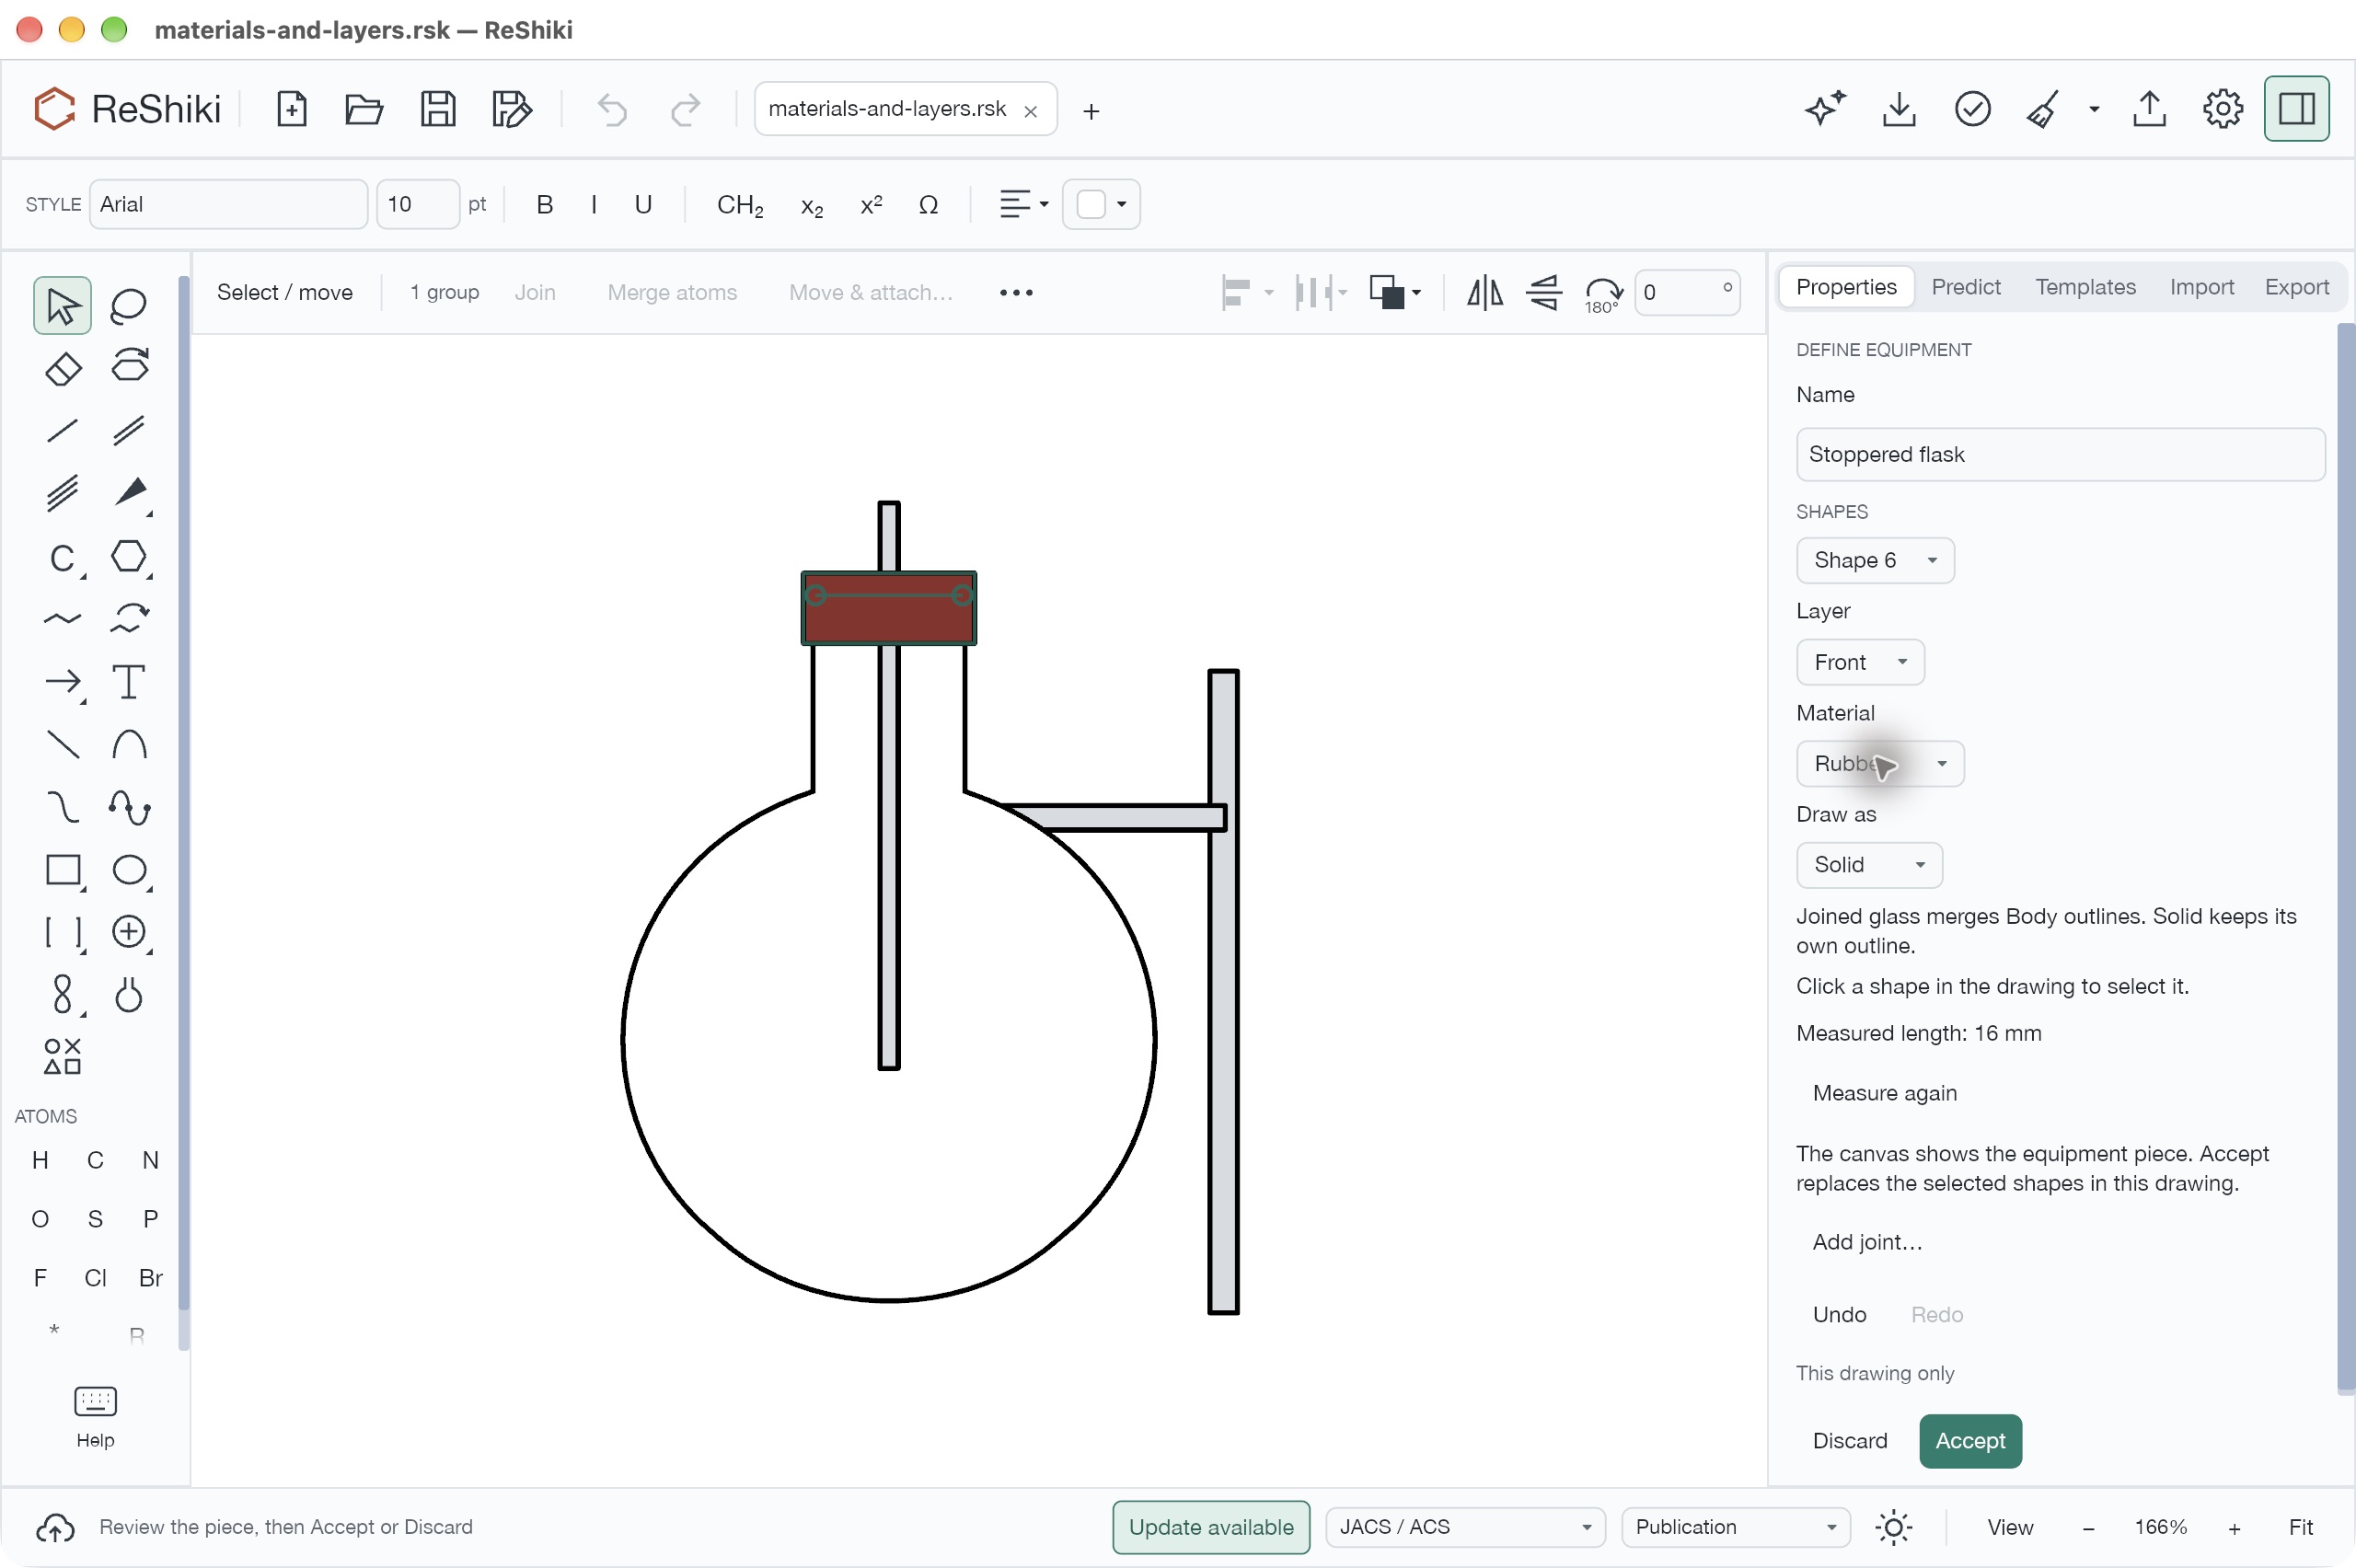 materials-and-layers.rsk — ReShiki
ReShiki
materials-and-layers.rsk × +
STYLE Arial 10 pt B I U CH₂ x₂ x² Ω
Select / move 1 group Join Merge atoms Move & attach... 180° 0 °
Properties Predict Templates Import Export
DEFINE EQUIPMENT
Name
Stoppered flask
SHAPES
Shape 6
Layer
Front
Material
Draw as
Solid
Joined glass merges Body outlines. Solid keeps its
own outline.
Click a shape in the drawing to select it.
Measured length: 16 mm
Measure again
The canvas shows the equipment piece. Accept
replaces the selected shapes in this drawing.
Add joint...
Undo Redo
This drawing only
Discard Accept
C
T
ATOMS
H C N
O S P
F Cl Br
* R
Help
Review the piece, then Accept or Discard
Update available JACS / ACS Publication View – 166% + Fit